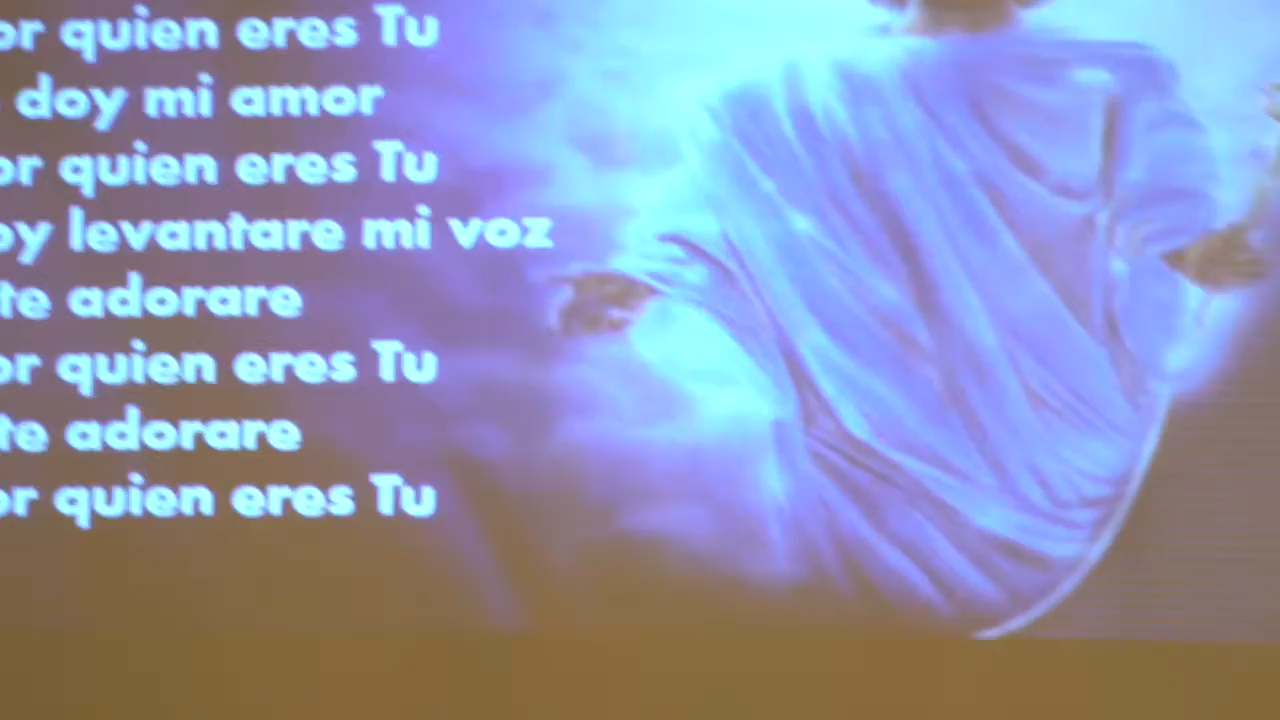 or quien eres Tu
doy mi amor
or quien eres Tu
oy levantare mi voz
te adorare
or quien eres Tu
te adorare
or quien eres Tu